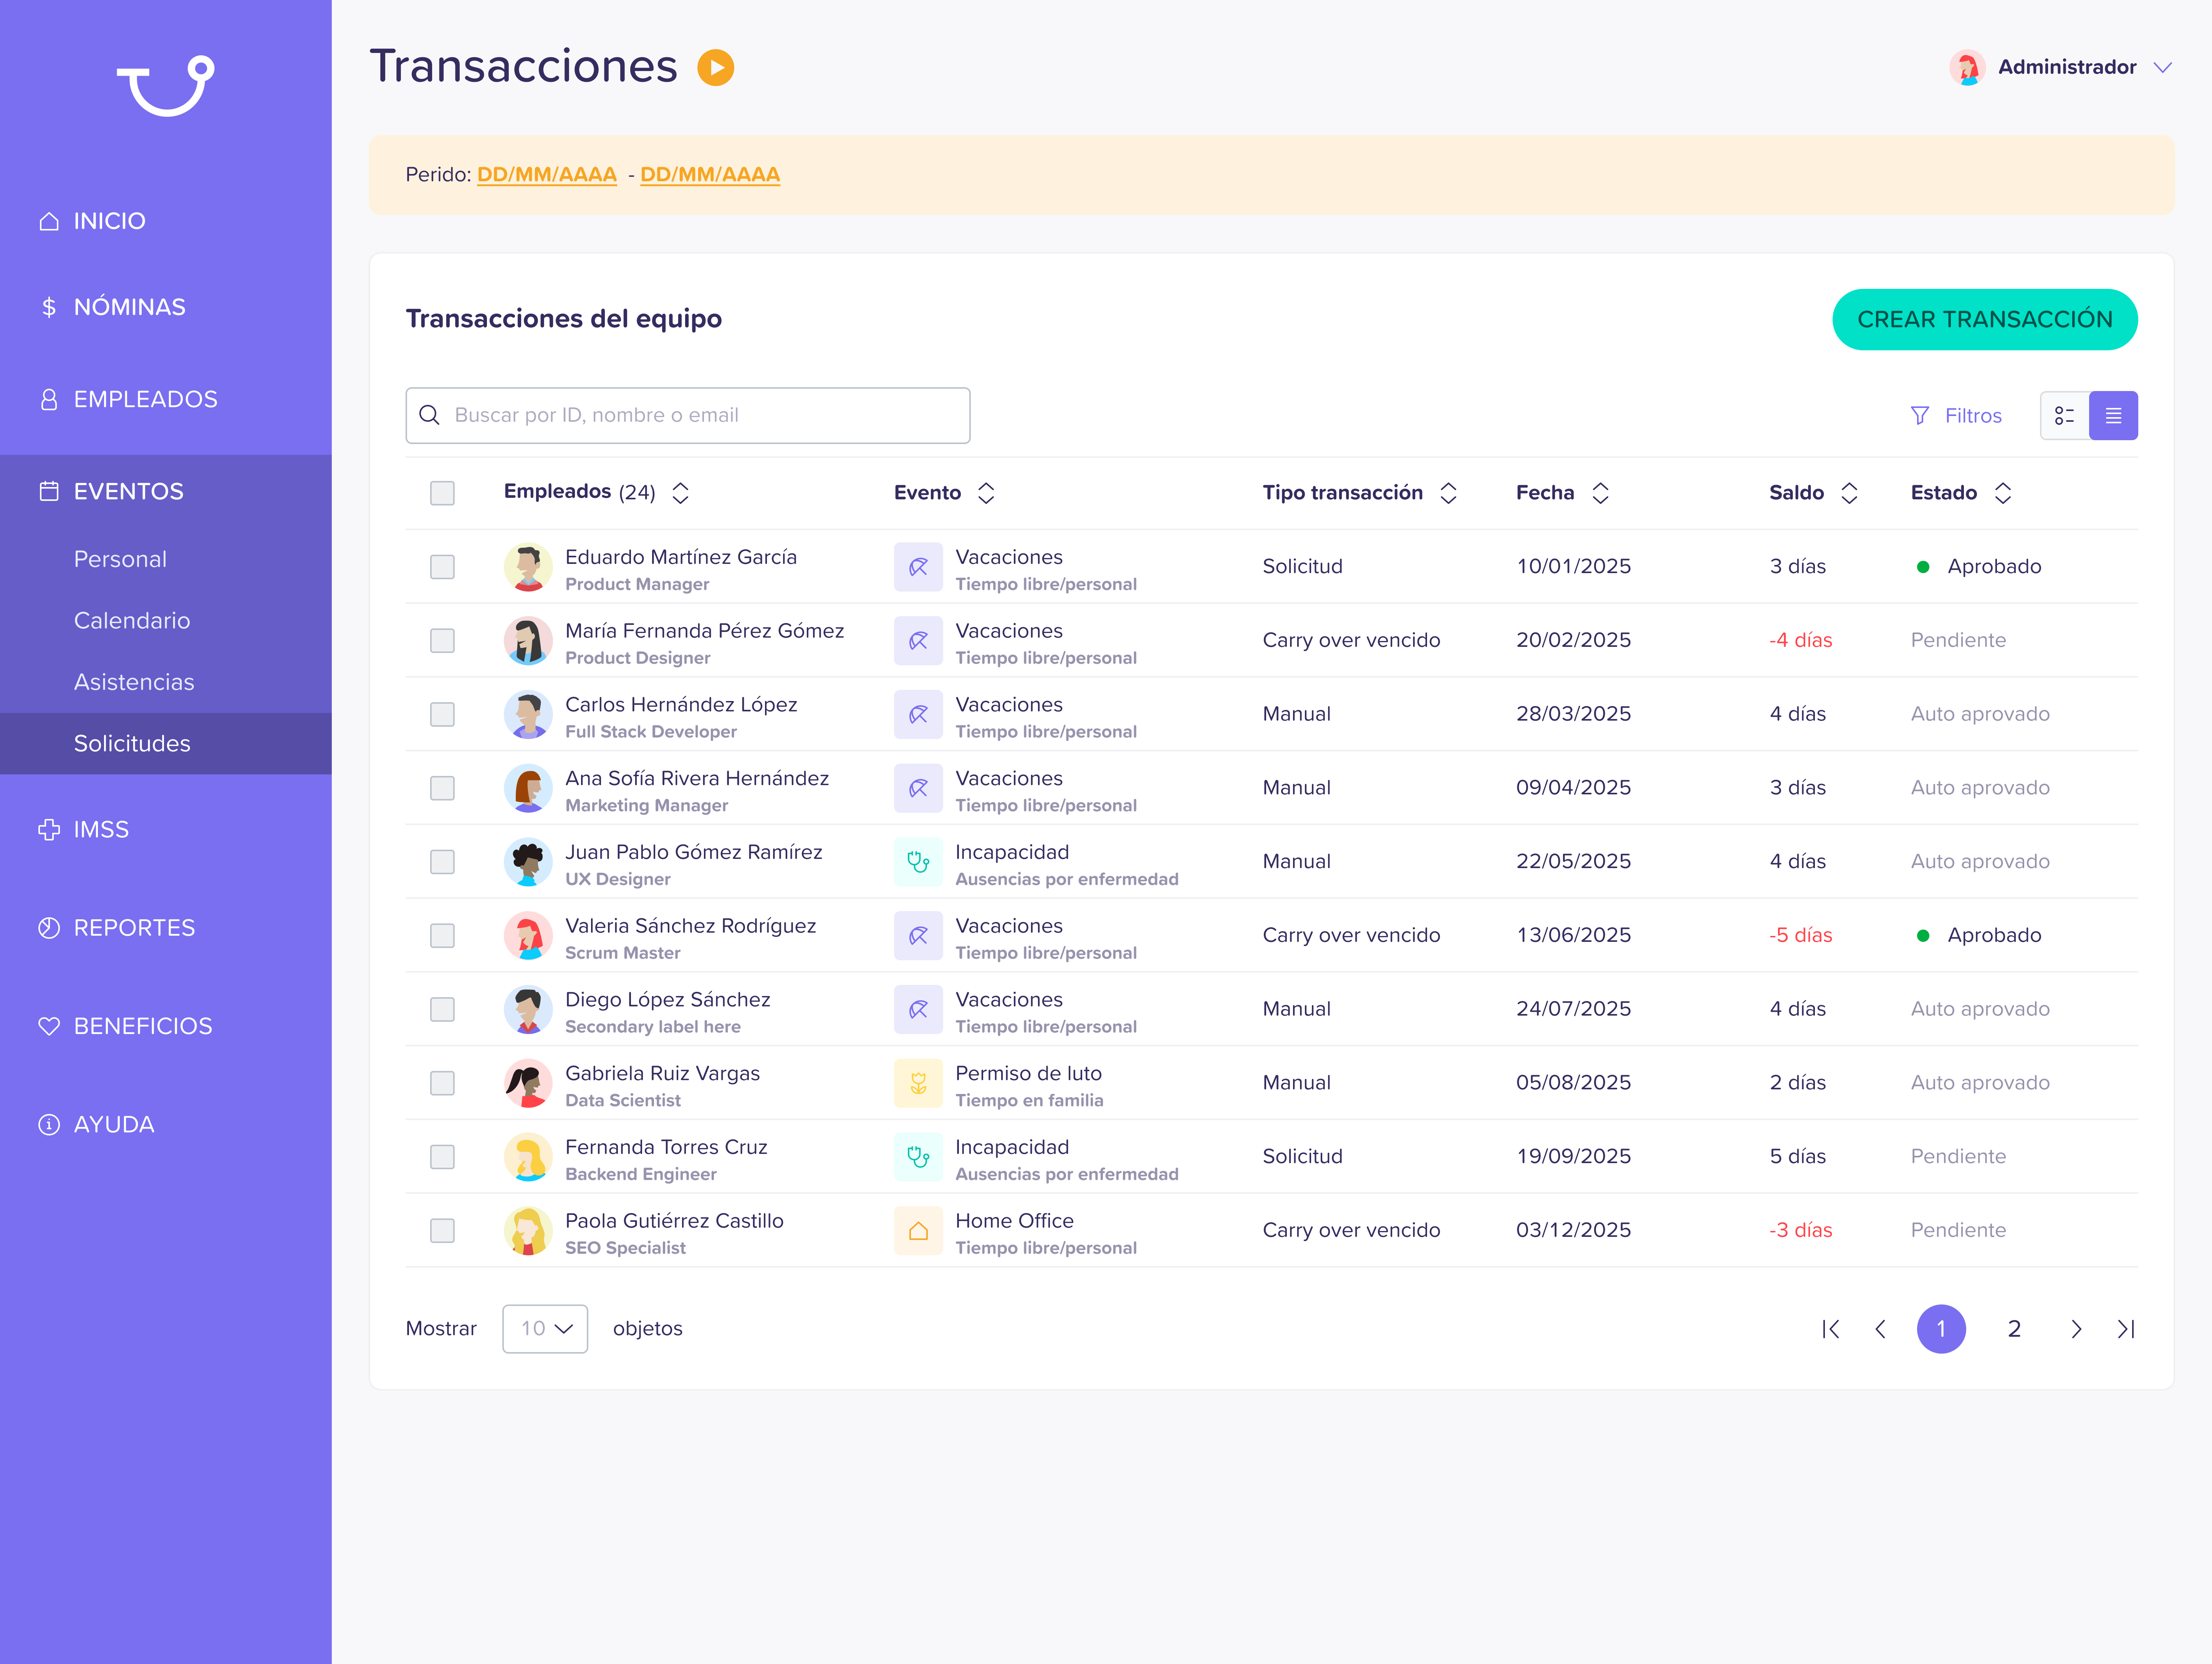 Transacciones
Administrador
Perido: DD/MM/AAAA - DD/MM/AAAA
INICIO
NÓMINAS
EMPLEADOS
EVENTOS
Personal
Calendario
Asistencias
Solicitudes
IMSS
REPORTES
BENEFICIOS
AYUDA
Transacciones del equipo
CREAR TRANSACCIÓN
Buscar por ID, nombre o email
Filtros
Empleados (24) Evento Tipo transacción Fecha Saldo Estado
Eduardo Martínez García Vacaciones Solicitud 10/01/2025 3 días Aprobado
Product Manager Tiempo libre/personal
María Fernanda Pérez Gómez Vacaciones Carry over vencido 20/02/2025 -4 días Pendiente
Product Designer Tiempo libre/personal
Carlos Hernández López Vacaciones Manual 28/03/2025 4 días Auto aprovado
Full Stack Developer Tiempo libre/personal
Ana Sofía Rivera Hernández Vacaciones Manual 09/04/2025 3 días Auto aprovado
Marketing Manager Tiempo libre/personal
Juan Pablo Gómez Ramírez Incapacidad Manual 22/05/2025 4 días Auto aprovado
UX Designer Ausencias por enfermedad
Valeria Sánchez Rodríguez Vacaciones Carry over vencido 13/06/2025 -5 días Aprobado
Scrum Master Tiempo libre/personal
Diego López Sánchez Vacaciones Manual 24/07/2025 4 días Auto aprovado
Secondary label here Tiempo libre/personal
Gabriela Ruiz Vargas Permiso de luto Manual 05/08/2025 2 días Auto aprovado
Data Scientist Tiempo en familia
Fernanda Torres Cruz Incapacidad Solicitud 19/09/2025 5 días Pendiente
Backend Engineer Ausencias por enfermedad
Paola Gutiérrez Castillo Home Office Carry over vencido 03/12/2025 -3 días Pendiente
SEO Specialist Tiempo libre/personal
Mostrar 10 objetos 1 2